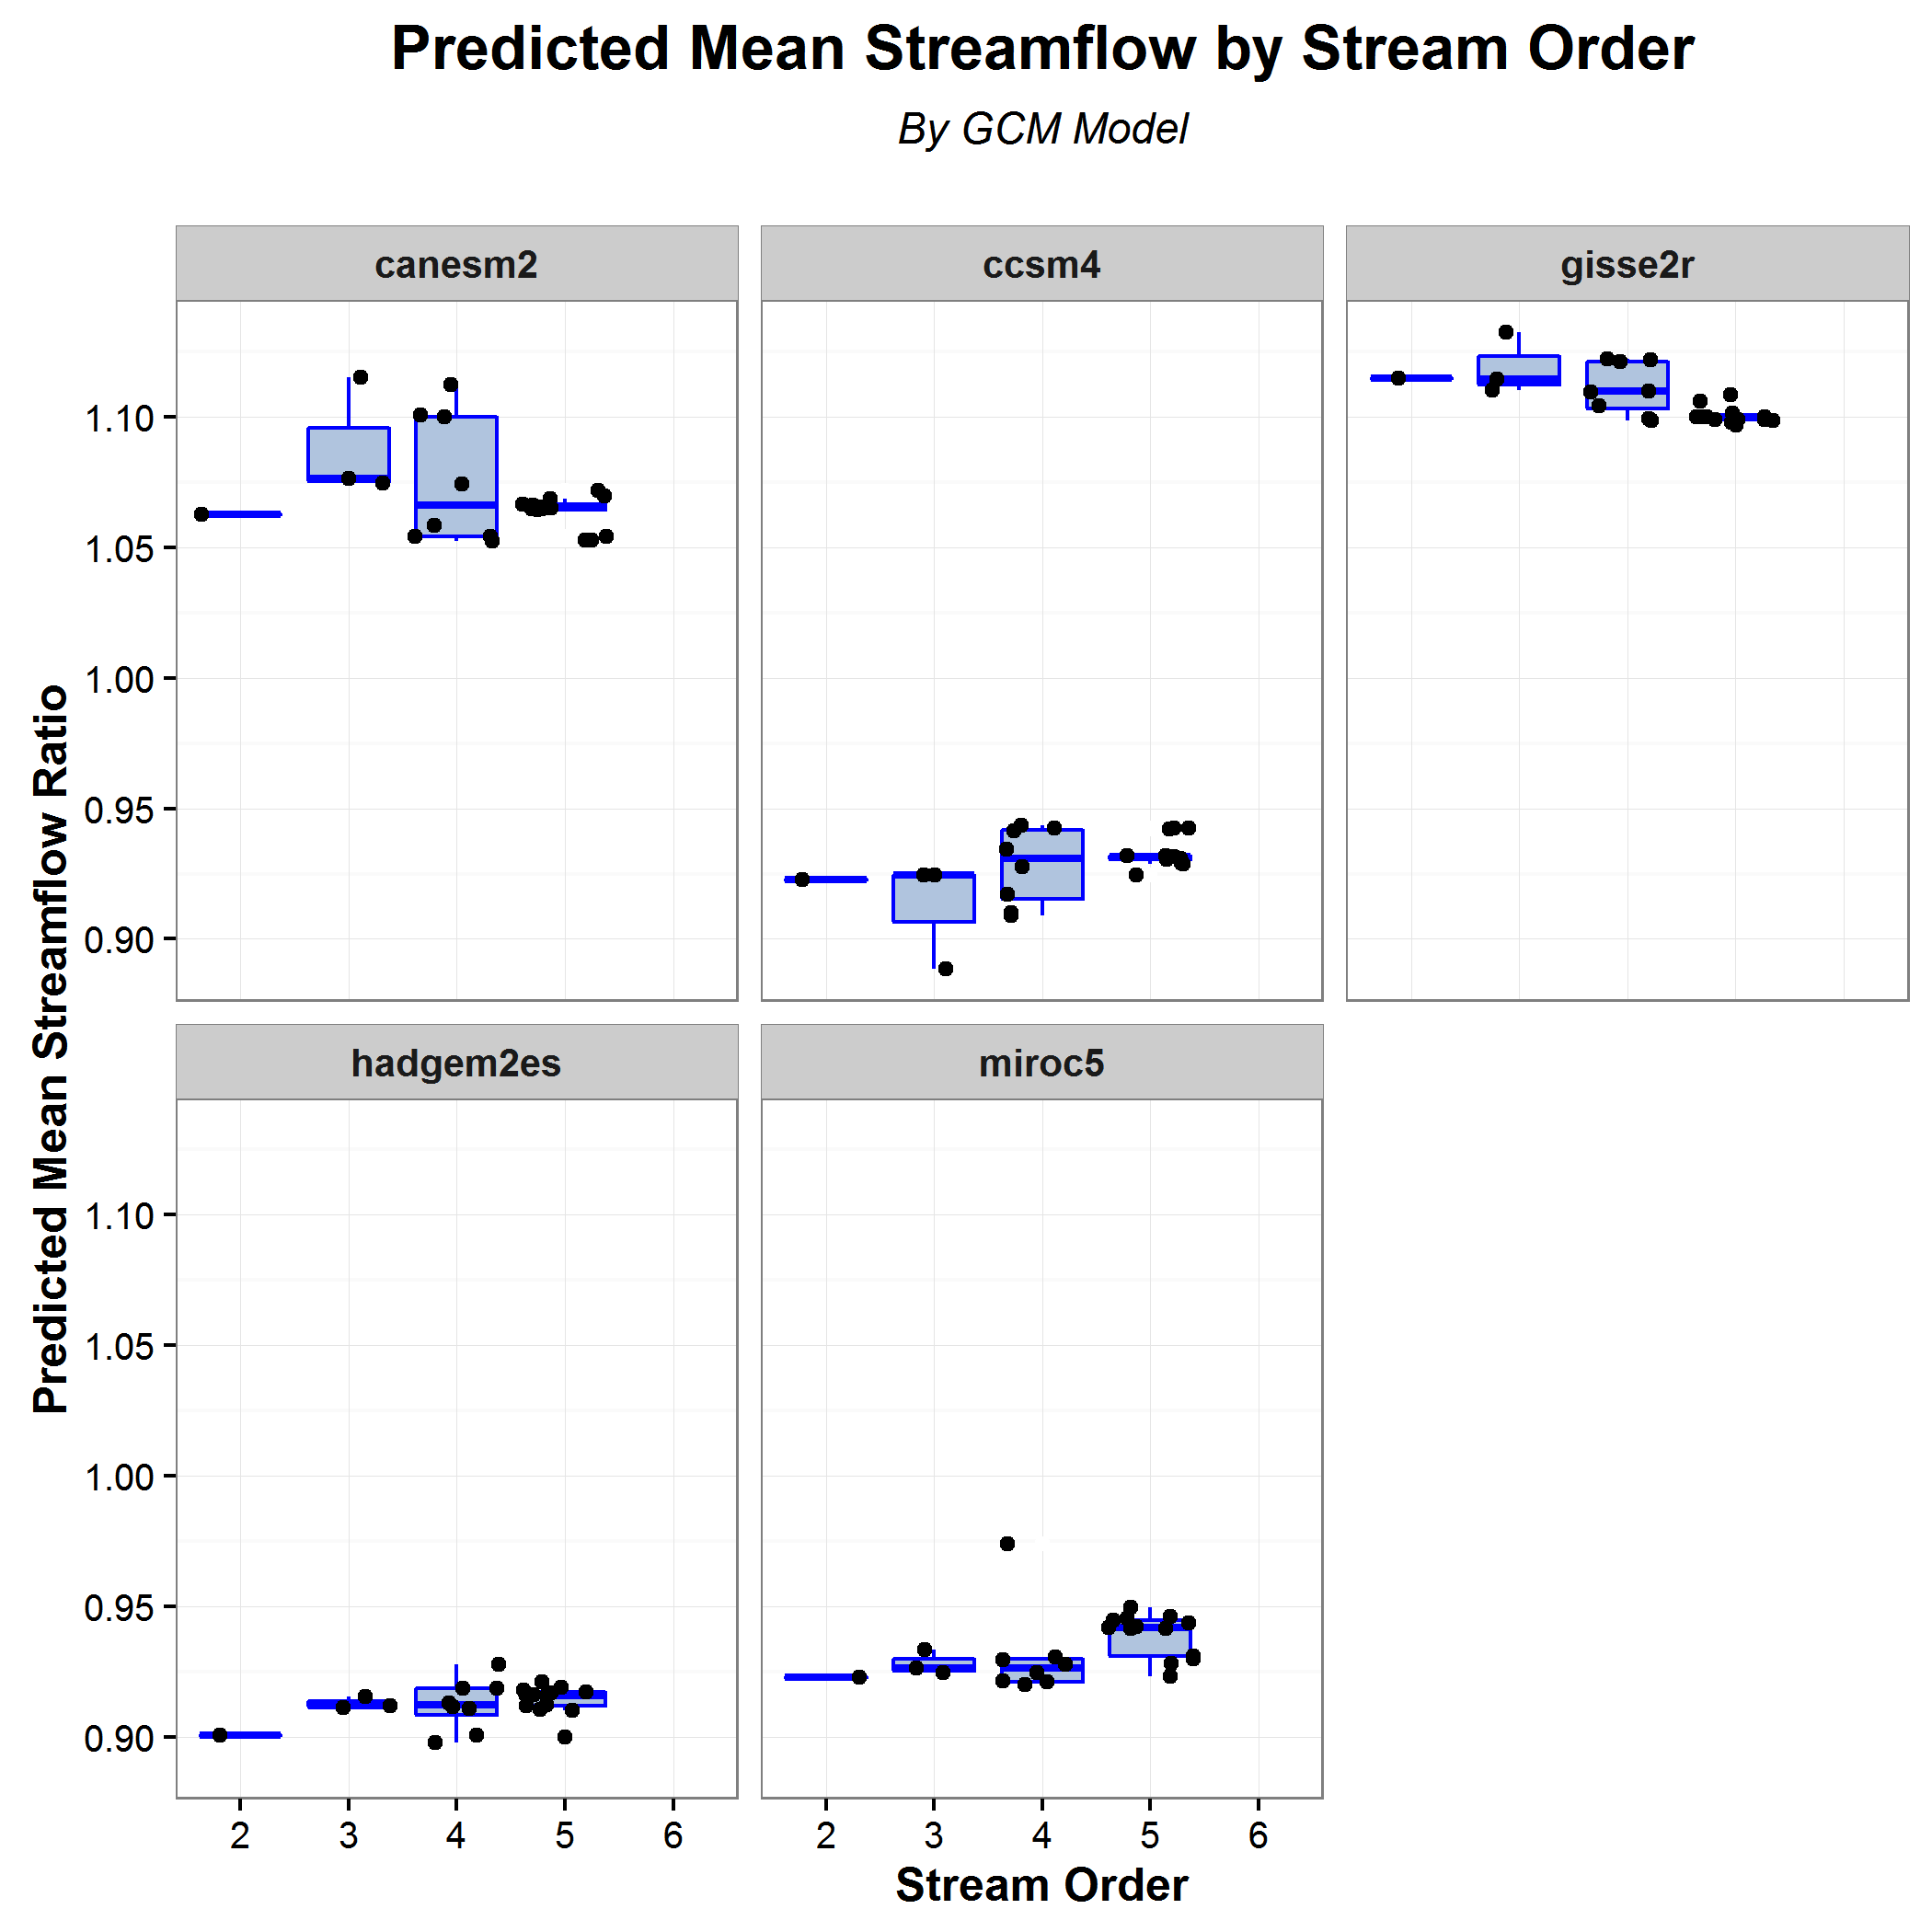 Predicted Mean Streamflow by Stream Order
By GCM Model
canesm2
ccsm4
gisse2r
1.10
1.05
1.00
0.95
0.90
Predicted Mean Streamflow Ratio
hadgem2es
miroc5
1.10
1.05
1.00
0.95
0.90
2 3 4 5 6
2 3 4 5 6
Stream Order